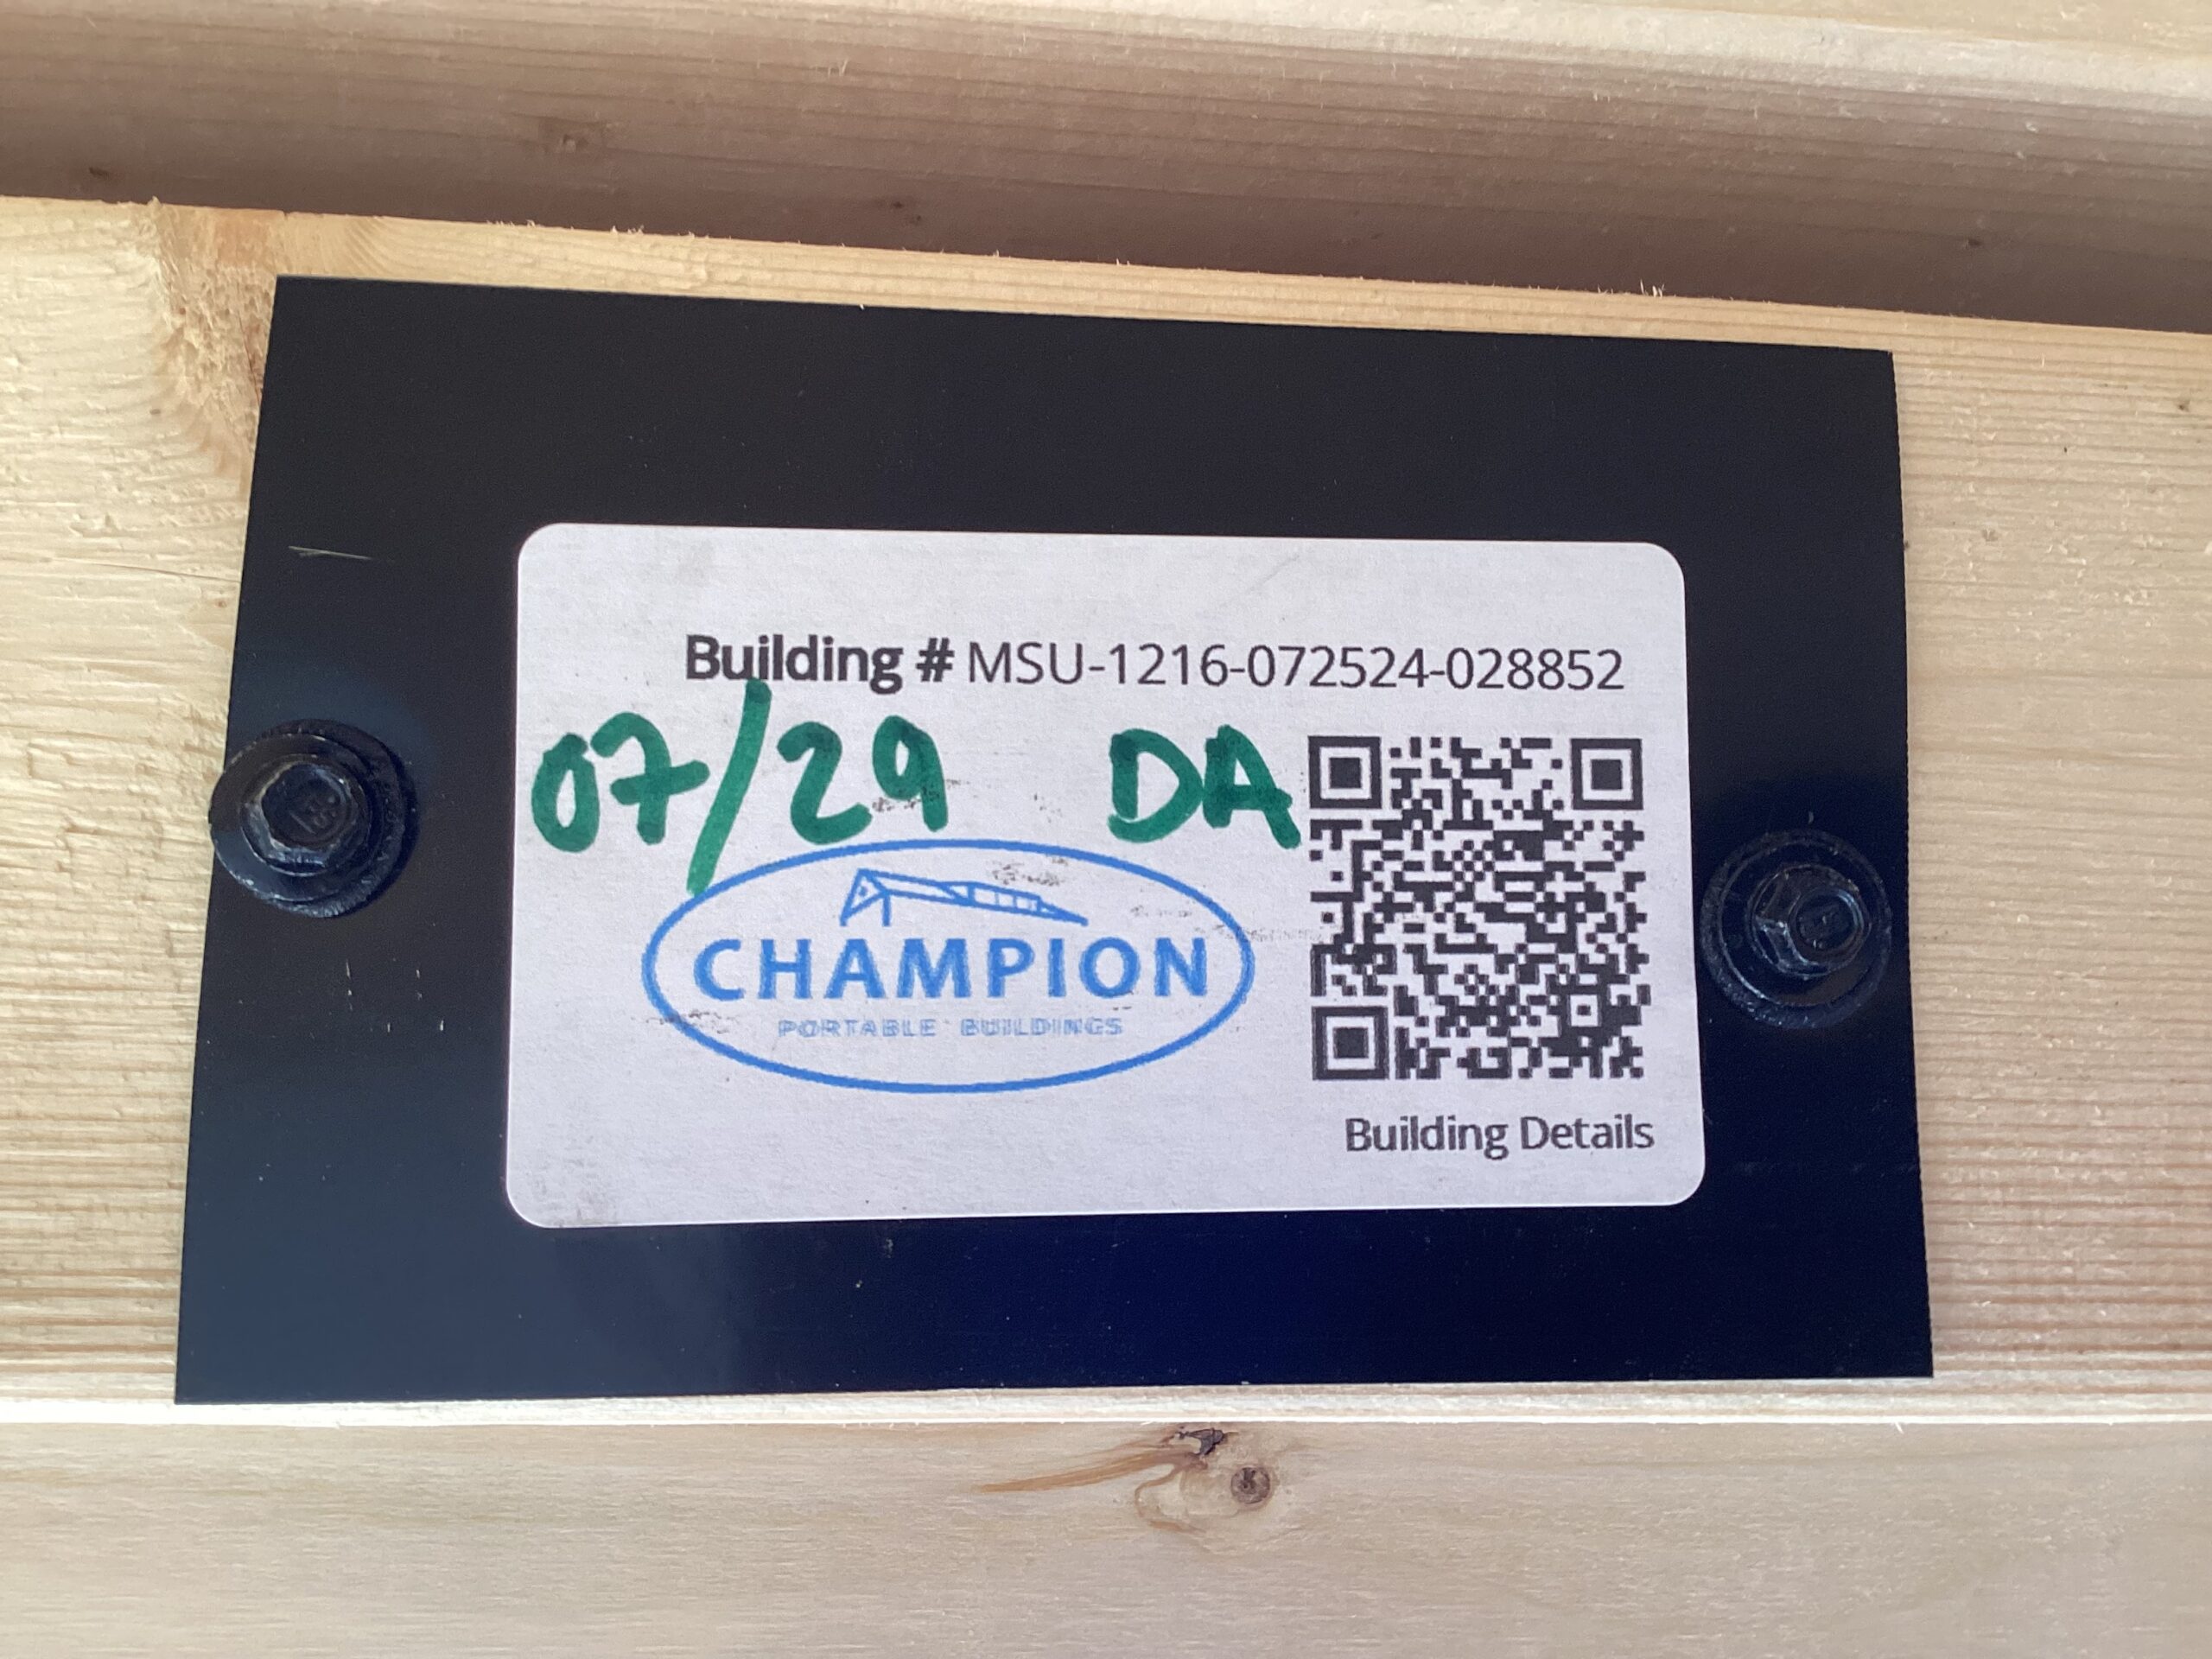 Building # MSU-1216-072524-028852
07/29 DA
CHAMPION
PORTABLE BUILDINGS
Building Details